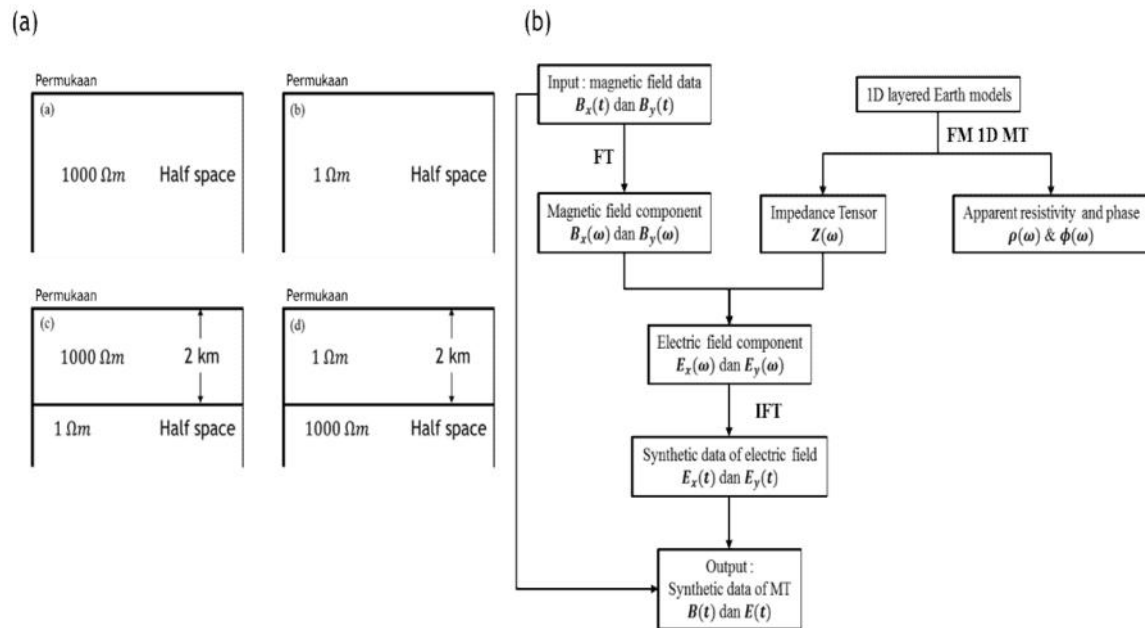 (a)
Permukaan
(a)
1000 Ωm Half space
Permukaan
(b)
1 Ωm Half space
Permukaan
(c)
1000 Ωm 2 km
1 Ωm Half space
Permukaan
(d)
1 Ωm 2 km
1000 Ωm Half space
(b)
Input : magnetic field data
Bx(t) dan By(t)
1D layered Earth models
FT
FM 1D MT
Magnetic field component
Bx(ω) dan By(ω)
Impedance Tensor
Z(ω)
Apparent resistivity and phase
ρ(ω) & ϕ(ω)
Electric field component
Ex(ω) dan Ey(ω)
IFT
Synthetic data of electric field
Ex(t) dan Ey(t)
Output :
Synthetic data of MT
B(t) dan E(t)